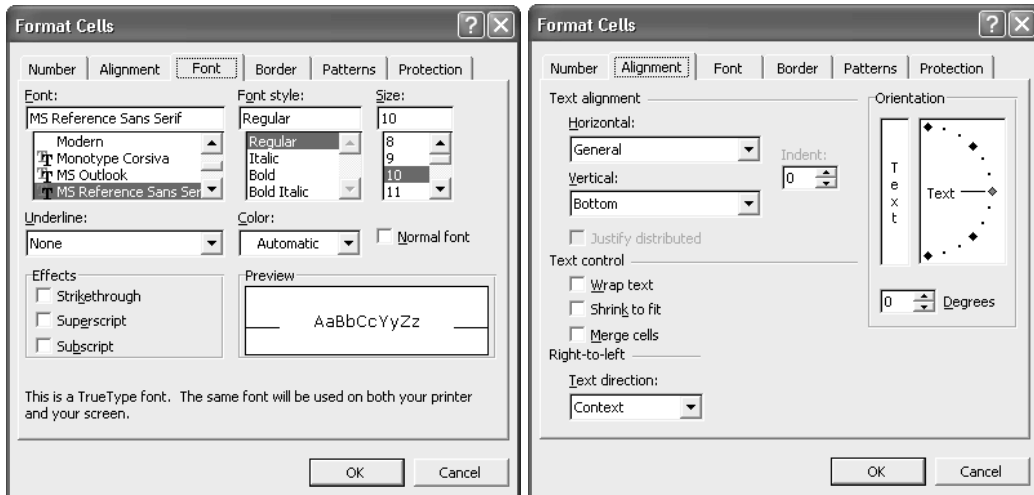 Format Cells
Number Alignment Font Border Patterns Protection
Font: Font style: Size:
MS Reference Sans Serif Regular 10
Modern Regular 8
Monotype Corsiva Italic 9
MS Outlook Bold 10
MS Reference Sans Ser Bold Italic 11
Underline: Color:
None Automatic Normal font
Effects Preview
Strikethrough
Superscript AaBbCcYyZz
Subscript
This is a TrueType font. The same font will be used on both your printer
and your screen.
OK Cancel
Format Cells
Number Alignment Font Border Patterns Protection
Text alignment Orientation
Horizontal:
General Indent:
Vertical: 0
Bottom
Text
Text
Justify distributed
Text control
Wrap text
Shrink to fit 0 Degrees
Merge cells
Right-to-left
Text direction:
Context
OK Cancel